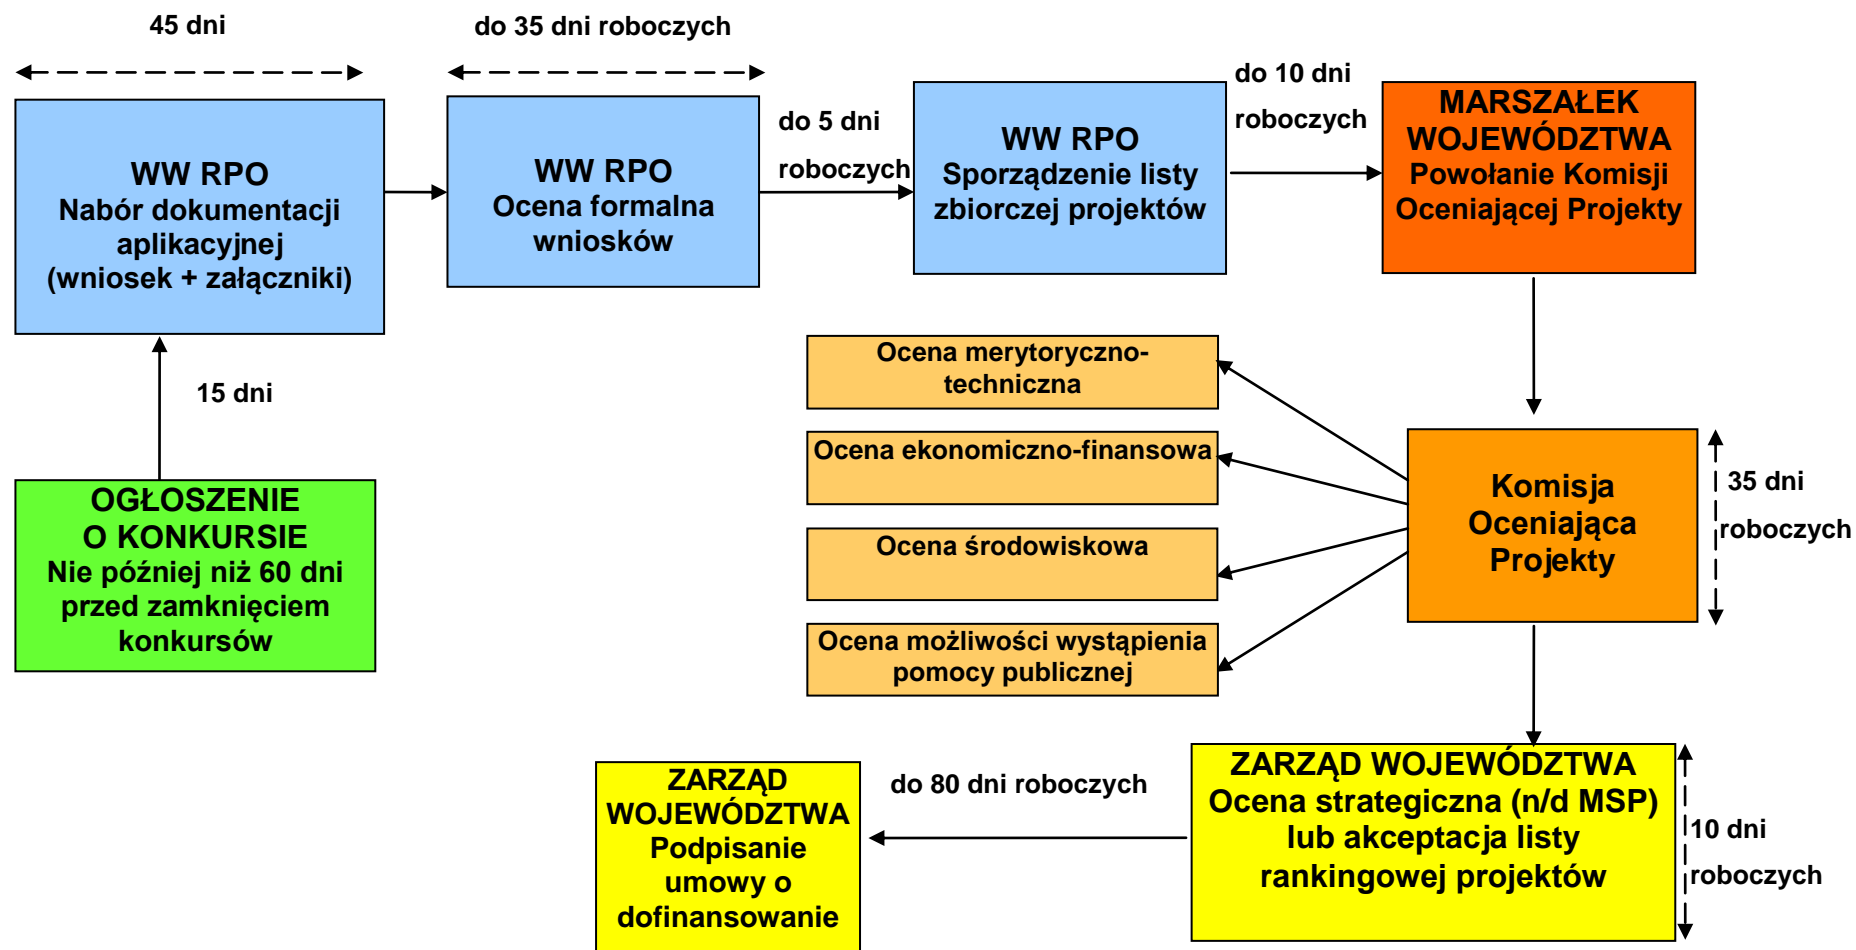 45 dni
do 35 dni roboczych
WW RPO
Nabór dokumentacji
aplikacyjnej
(wniosek + załączniki)
WW RPO
Ocena formalna
wniosków
do 5 dni
roboczych
WW RPO
Sporządzenie listy
zbiorczej projektów
do 10 dni
roboczych
MARSZAŁEK
WOJEWÓDZTWA
Powołanie Komisji
Oceniającej Projekty
15 dni
OGŁOSZENIE
O KONKURSIE
Nie później niż 60 dni
przed zamknięciem
konkursów
Ocena merytoryczno-
techniczna
Ocena ekonomiczno-finansowa
Ocena środowiskowa
Ocena możliwości wystąpienia
pomocy publicznej
Komisja
Oceniająca
Projekty
35 dni
roboczych
ZARZĄD WOJEWÓDZTWA
Ocena strategiczna (n/d MSP)
lub akceptacja listy
rankingowej projektów
10 dni
roboczych
do 80 dni roboczych
ZARZĄD
WOJEWÓDZTWA
Podpisanie
umowy o
dofinansowanie